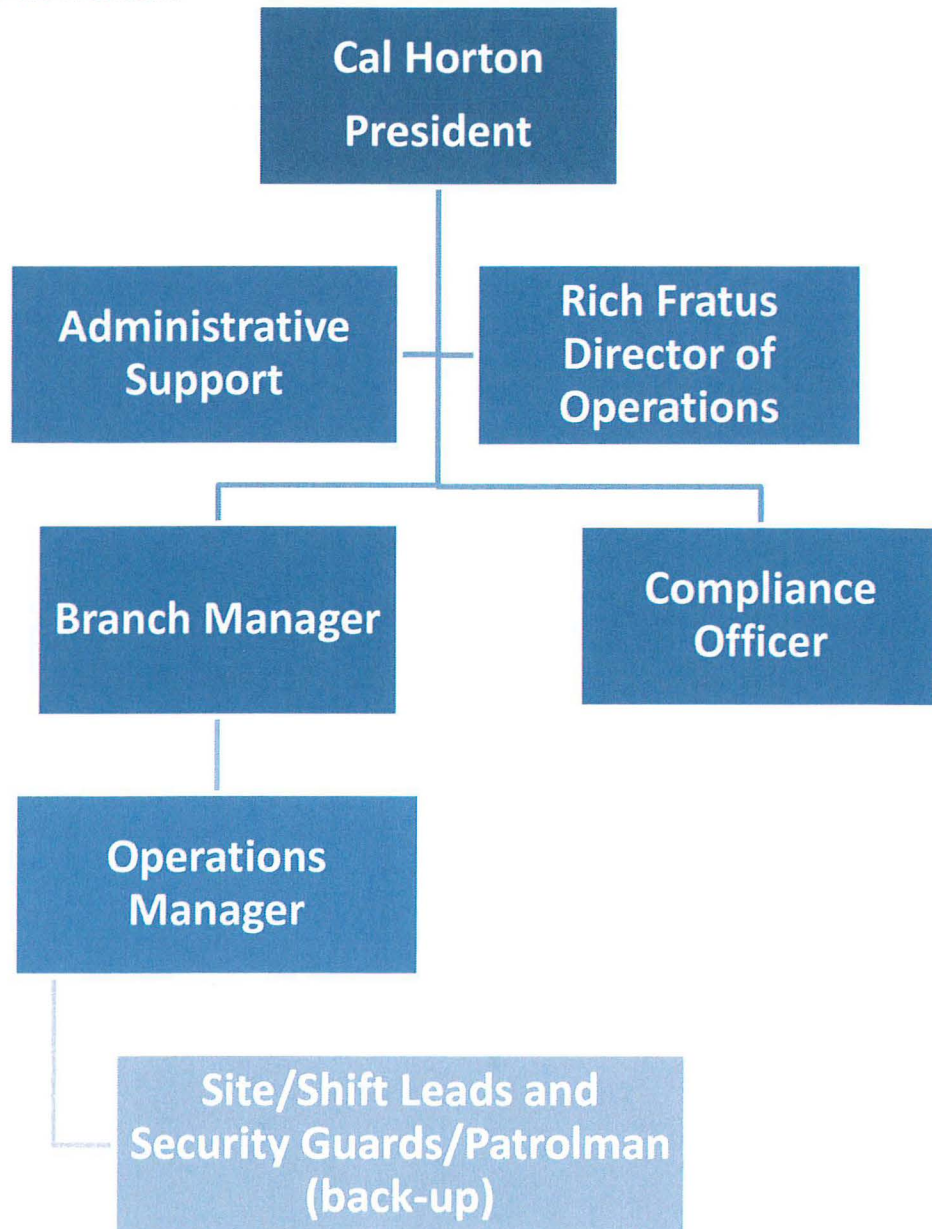 Cal Horton
President
Administrative
Support
Rich Fratus
Director of
Operations
Branch Manager
Compliance
Officer
Operations
Manager
Site/Shift Leads and
Security Guards/Patrolman
(back-up)